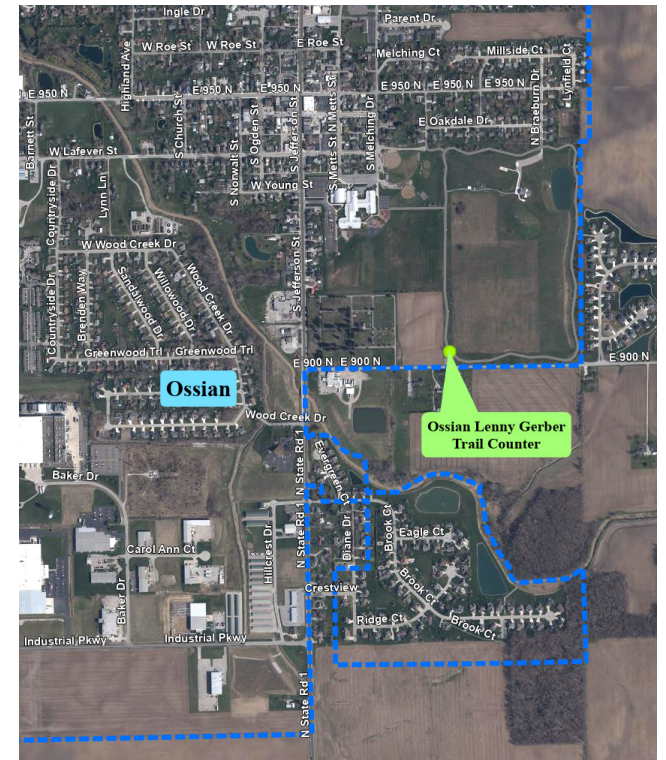 Ingle Dr
Parent Dr
W Roe St
W Roe St
E Roe St
Highland Ave
Melching Ct
Millside Ct
Lynfield Ct
E 950 N
E 950 N
E 950 N
E 950 N
E 950 N
Barnett St
S Church St
S Ogden St
S Jefferson St
S Metts St
N Metts St
S Melching Dr
E Oakdale Dr
N Braeburn Dr
W Lafever St
S Norwalt St
W Young St
Countryside Dr
Lynn Ln
S Jefferson St
W Wood Creek Dr
Wood Creek Dr
Willowood Dr
Sandalwood Dr
Brenden Way
Countryside Dr
Greenwood Trl
Greenwood Trl
E 900 N
E 900 N
E 900 N
Ossian
Wood Creek Dr
Ossian Lenny Gerber
Trail Counter
N State Rd 1
Evergreen Ct
Baker Dr
N State Rd 1
Diane Dr
Brook Ct
Eagle Ct
Hillcrest Dr
Carol Ann Ct
Baker Dr
Crestview
Brook Ct
Ridge Ct
Brook Ct
Industrial Pkwy
Industrial Pkwy
N State Rd 1